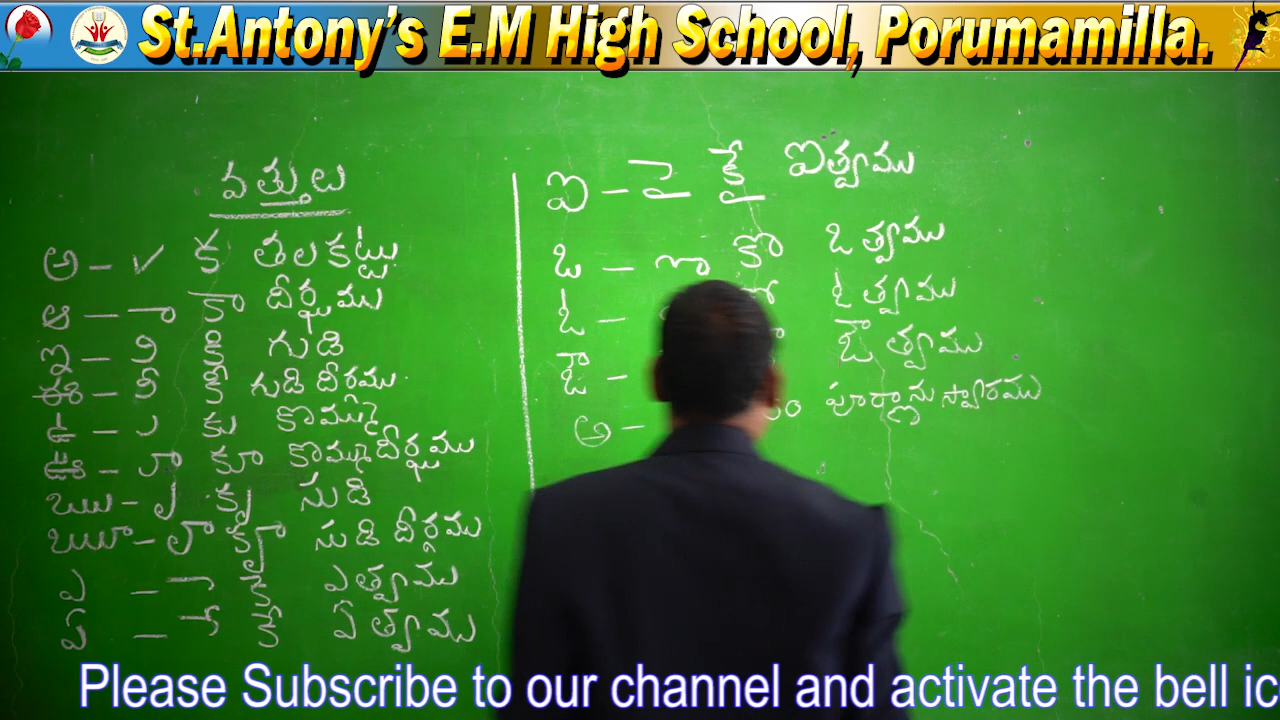 St.Antony's E.M High School, Porumamilla.
వత్తులు
అ – ✓ క తలకట్టు
ఆ – ా కా దీర్ఘము
ఇ – ి కి గుడి
ఈ – ీ కీ గుడి దీర్ఘము
ఉ – ు కు కొమ్ము
ఊ – ూ కూ కొమ్ముదీర్ఘము
ఋ – ృ కృ సుడి
ౠ – ౄ కౄ సుడి దీర్ఘము
ఎ – ె కె ఎత్వము
ఏ – ే కే ఏత్వము
ఐ – ై కై ఐత్వము
ఒ – ొ కొ ఒత్వము
ఓ – ఓత్వము
ఔ – ఔత్వము
అ – పూర్ణానుస్వారము
Please Subscribe to our channel and activate the bell ic